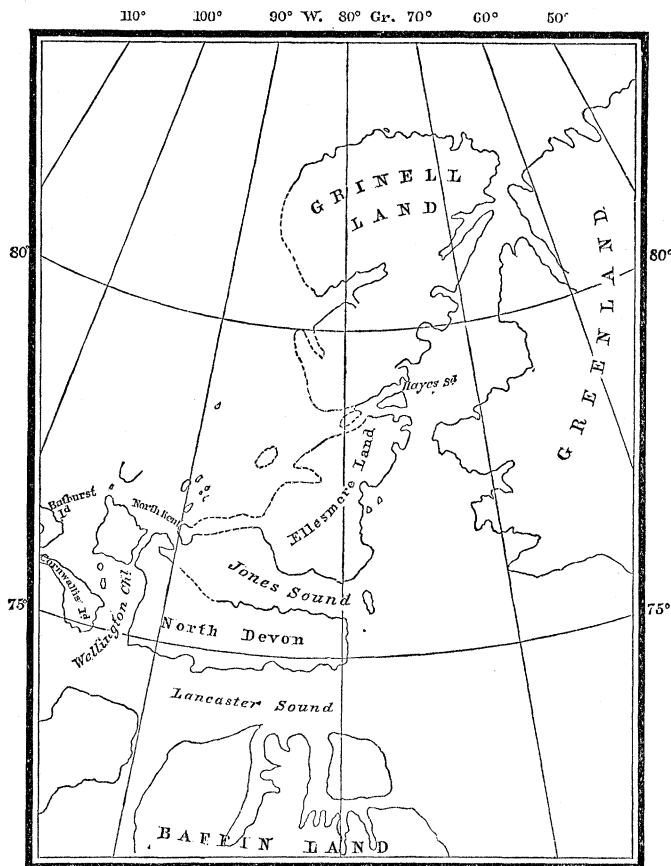 110° 100° 90° W. 80° Gr. 70° 60° 50°
GRINELL
LAND
80°
80°
GREENLAND
Hayes Sd
Ellesmere Land
Bathurst
Id
North Kent
Cornwallis Id
Wellington Chl
Jones Sound
75°
75°
North Devon
Lancaster Sound
BAFFIN LAND